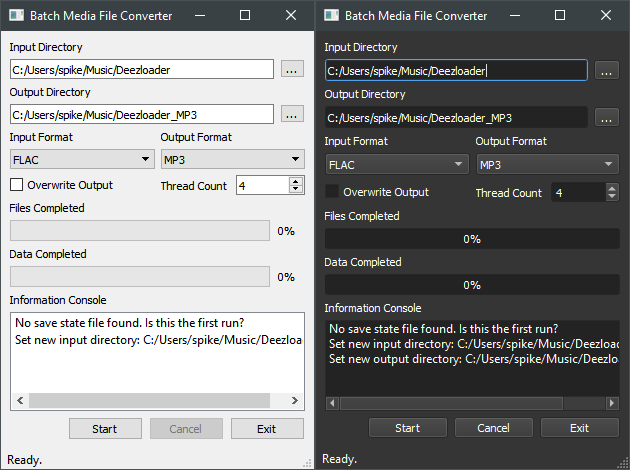 Batch Media File Converter
Input Directory
C:/Users/spike/Music/Deezloader
...
Output Directory
C:/Users/spike/Music/Deezloader_MP3
...
Input Format
Output Format
FLAC
MP3
Overwrite Output
Thread Count
4
Files Completed
0%
Data Completed
0%
Information Console
No save state file found. Is this the first run?
Set new input directory: C:/Users/spike/Music/Deezloa
Start
Cancel
Exit
Ready.
Batch Media File Converter
Input Directory
C:/Users/spike/Music/Deezloader
...
Output Directory
C:/Users/spike/Music/Deezloader_MP3
...
Input Format
Output Format
FLAC
MP3
Overwrite Output
Thread Count
4
Files Completed
0%
Data Completed
0%
Information Console
No save state file found. Is this the first run?
Set new input directory: C:/Users/spike/Music/Deezloa
Set new output directory: C:/Users/spike/Music/Deezlo
Start
Cancel
Exit
Ready.